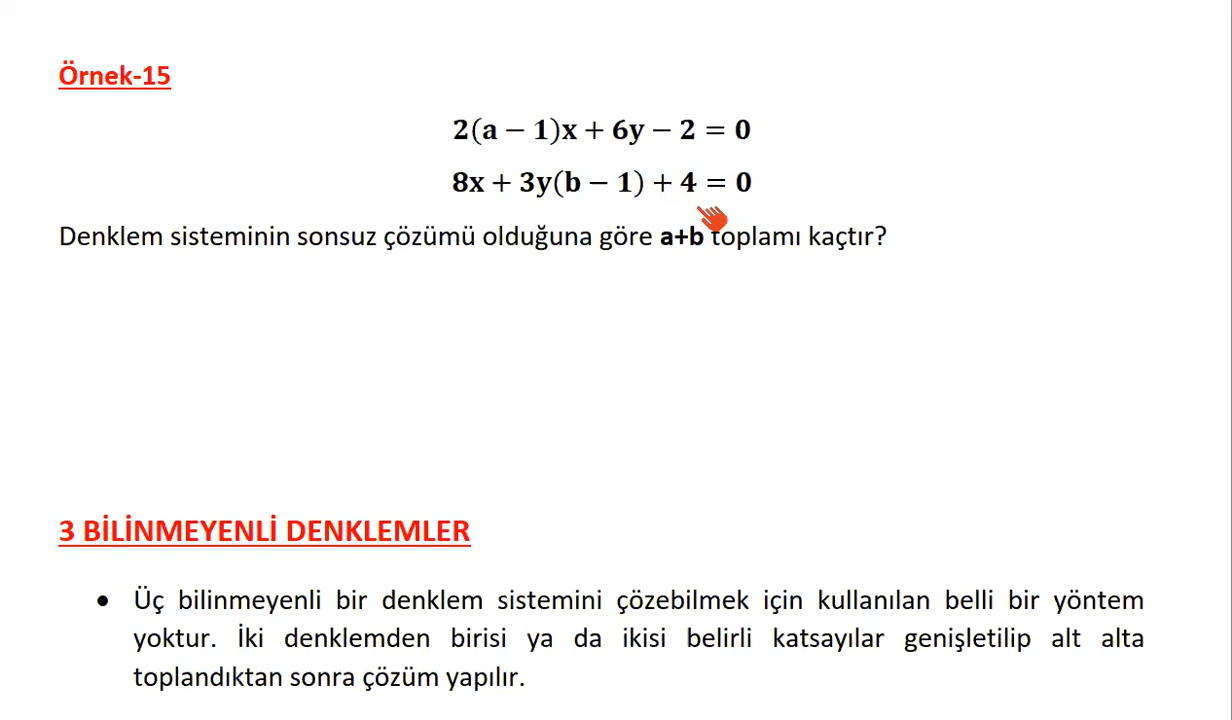 Örnek-15
2(a − 1)x + 6y − 2 = 0
8x + 3y(b − 1) + 4 = 0
Denklem sisteminin sonsuz çözümü olduğuna göre a+b toplamı kaçtır?
3 BİLİNMEYENLİ DENKLEMLER
• Üç bilinmeyenli bir denklem sistemini çözebilmek için kullanılan belli bir yöntem
yoktur. İki denklemden birisi ya da ikisi belirli katsayılar genişletilip alt alta
toplandıktan sonra çözüm yapılır.